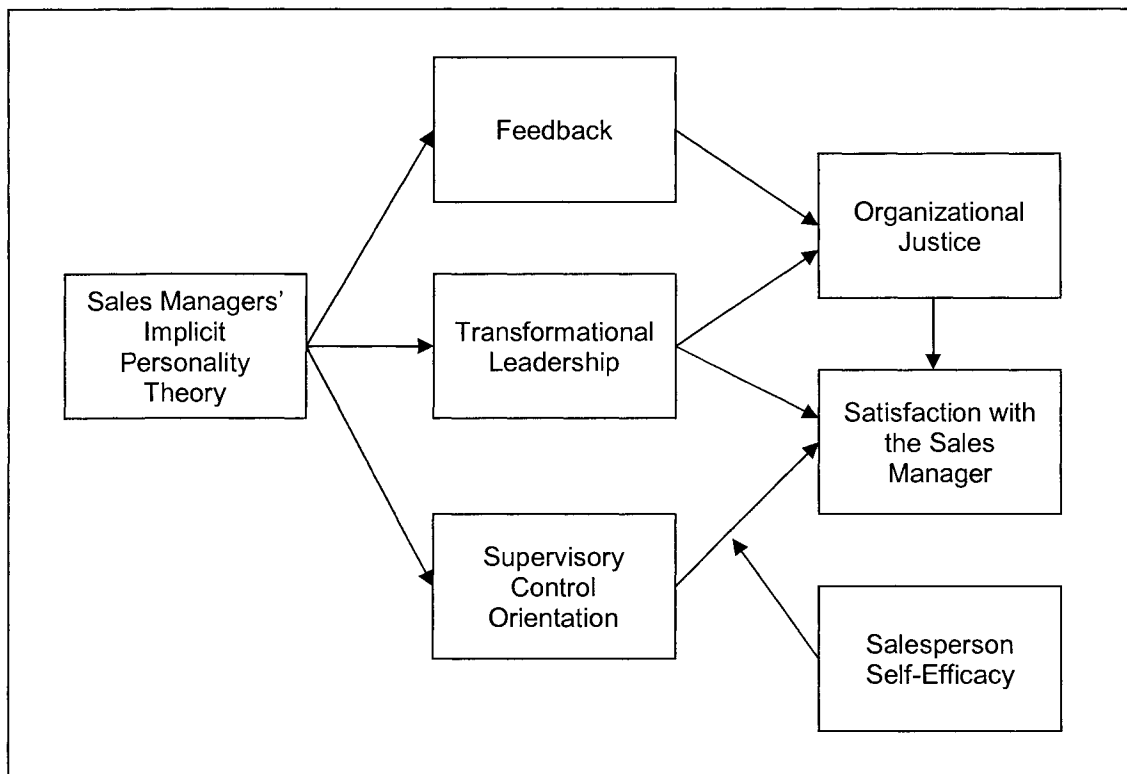 Feedback
Organizational
Justice
Sales Managers’
Implicit
Personality
Theory
Transformational
Leadership
Satisfaction with
the Sales
Manager
Supervisory
Control
Orientation
Salesperson
Self-Efficacy